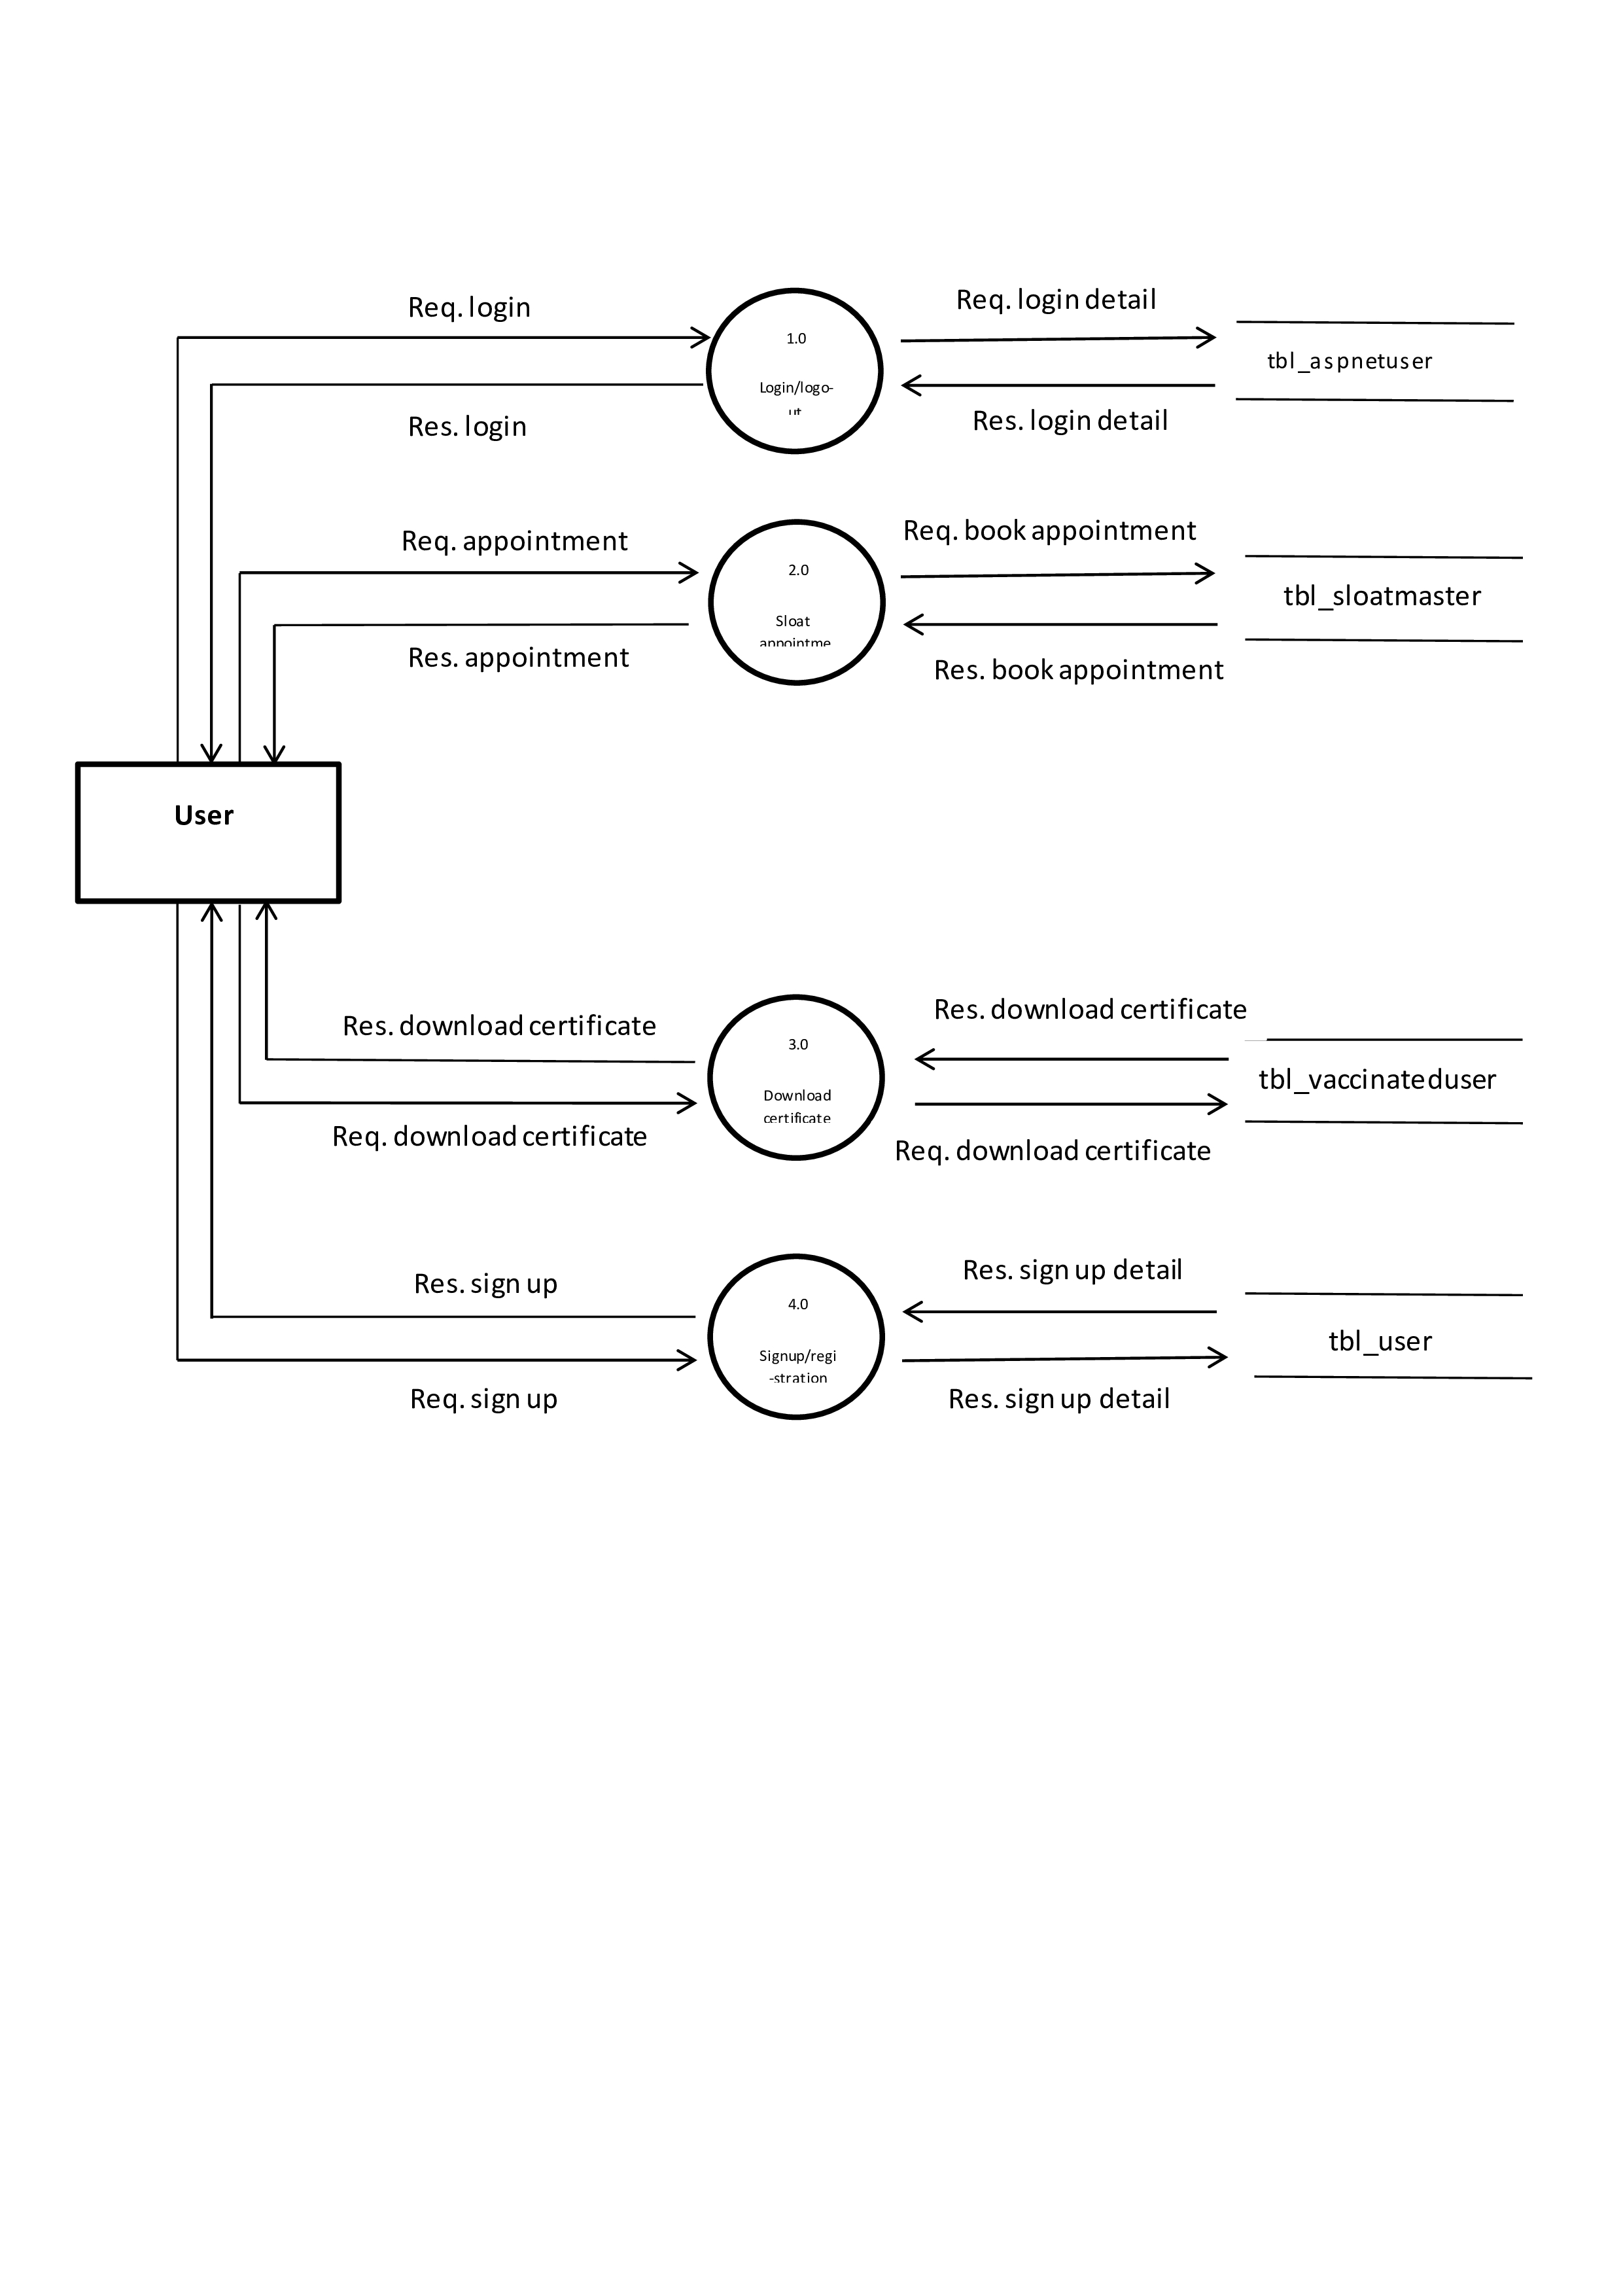 Req. login
Req. login detail
1.0
tbl_aspnetuser
Login/logo-
ut
Res. login
Res. login detail
Req. appointment
Req. book appointment
2.0
tbl_sloatmaster
Sloat
appointme
Res. appointment
Res. book appointment
User
Res. download certificate
Res. download certificate
3.0
tbl_vaccinateduser
Download
certificate
Req. download certificate
Req. download certificate
Res. sign up
Res. sign up detail
4.0
tbl_user
Signup/regi
-stration
Req. sign up
Res. sign up detail